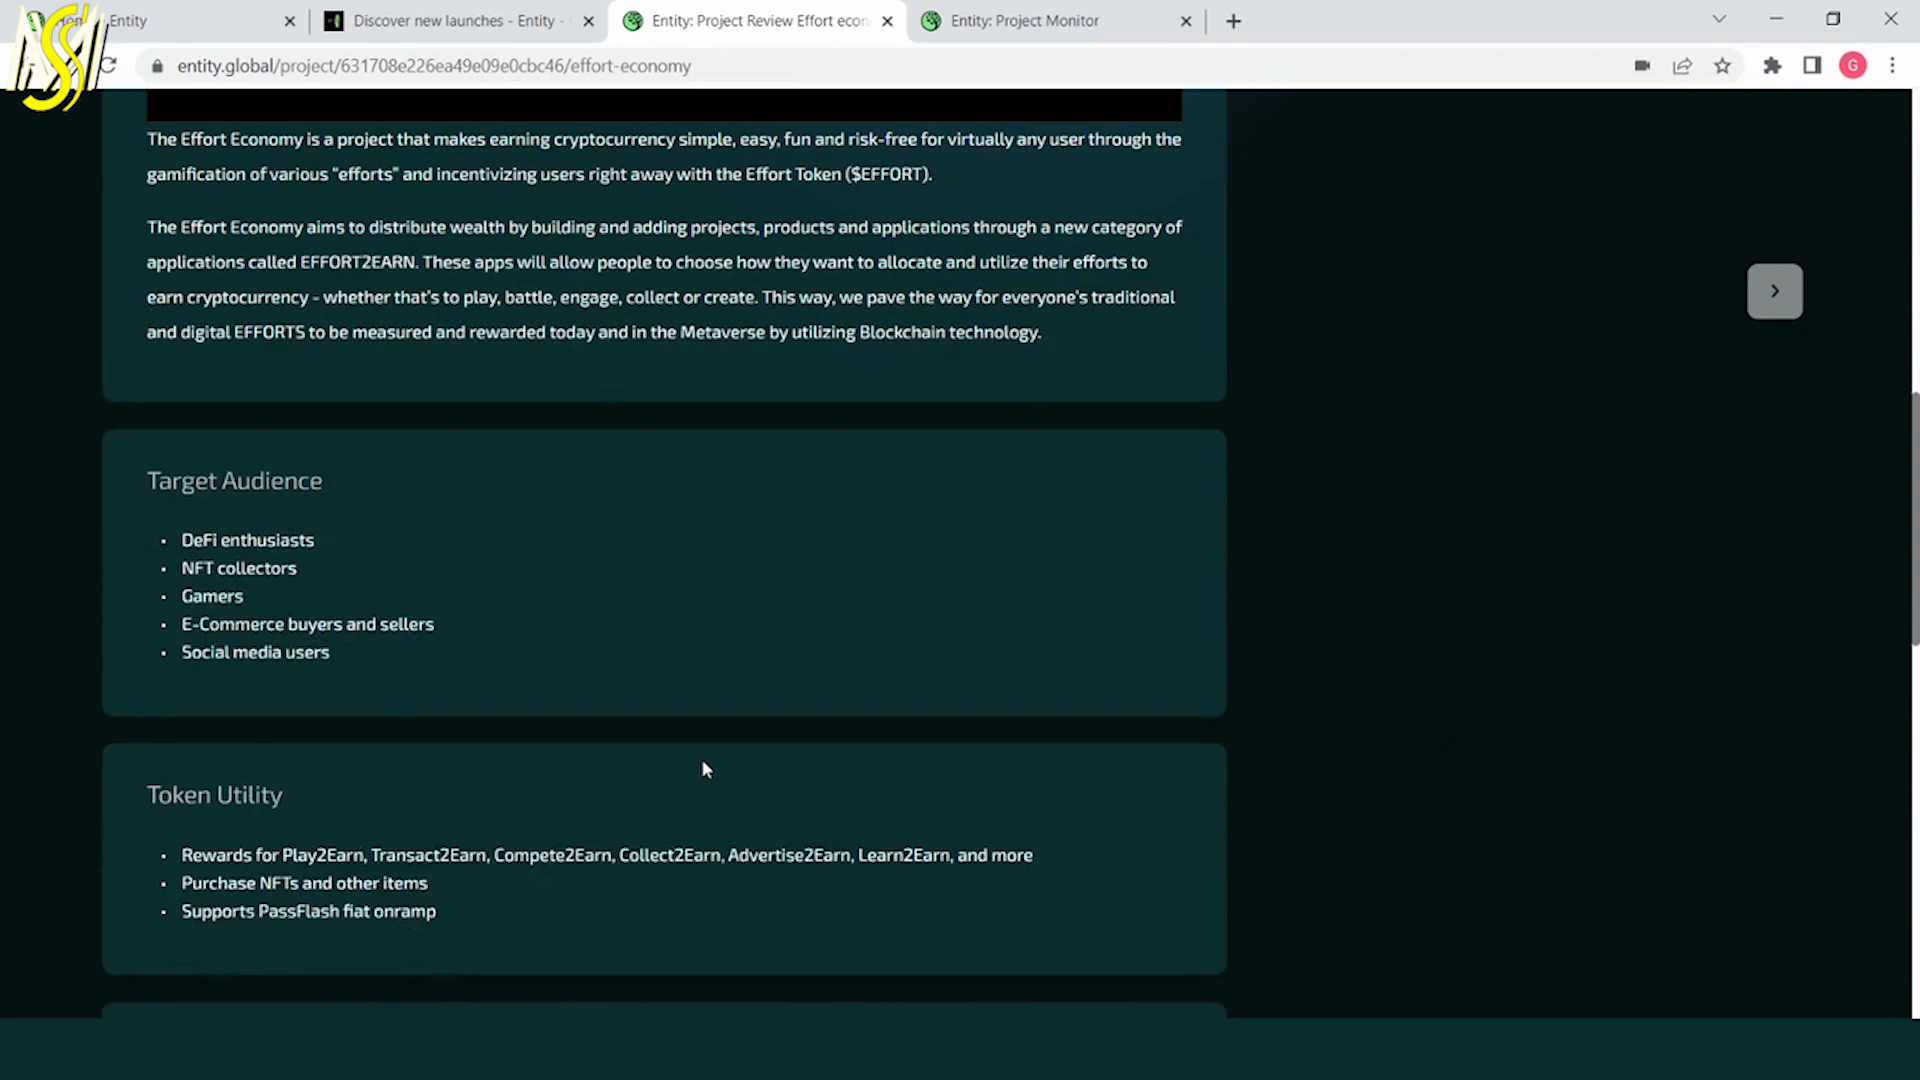 Entity
Discover new launches - Entity -
Entity: Project Review Effort econ
Entity: Project Monitor
entity.global/project/631708e226ea49e09e0cbc46/effort-economy
G
The Effort Economy is a project that makes earning cryptocurrency simple, easy, fun and risk-free for virtually any user through the
gamification of various "efforts" and incentivizing users right away with the Effort Token ($EFFORT).
The Effort Economy aims to distribute wealth by building and adding projects, products and applications through a new category of
applications called EFFORT2EARN. These apps will allow people to choose how they want to allocate and utilize their efforts to
earn cryptocurrency - whether that's to play, battle, engage, collect or create. This way, we pave the way for everyone's traditional
and digital EFFORTS to be measured and rewarded today and in the Metaverse by utilizing Blockchain technology.
Target Audience
• DeFi enthusiasts
• NFT collectors
• Gamers
• E-Commerce buyers and sellers
• Social media users
Token Utility
• Rewards for Play2Earn, Transact2Earn, Compete2Earn, Collect2Earn, Advertise2Earn, Learn2Earn, and more
• Purchase NFTs and other items
• Supports PassFlash fiat onramp